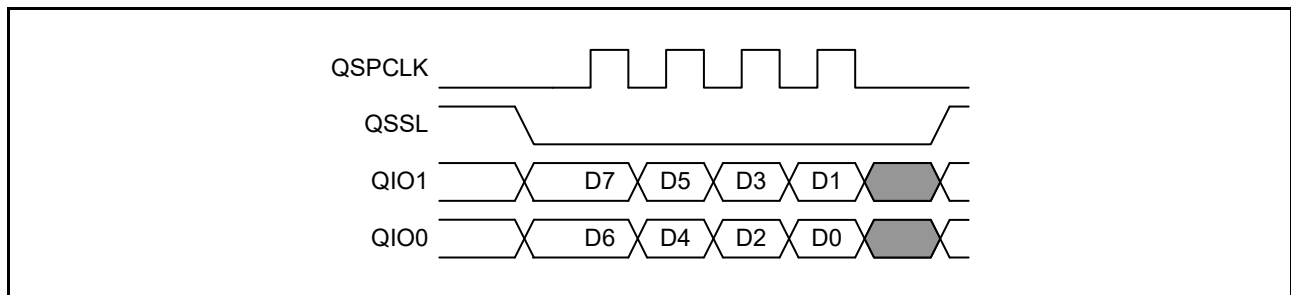 QSPCLK
QSSL
QIO1 D7 D5 D3 D1
QIO0 D6 D4 D2 D0